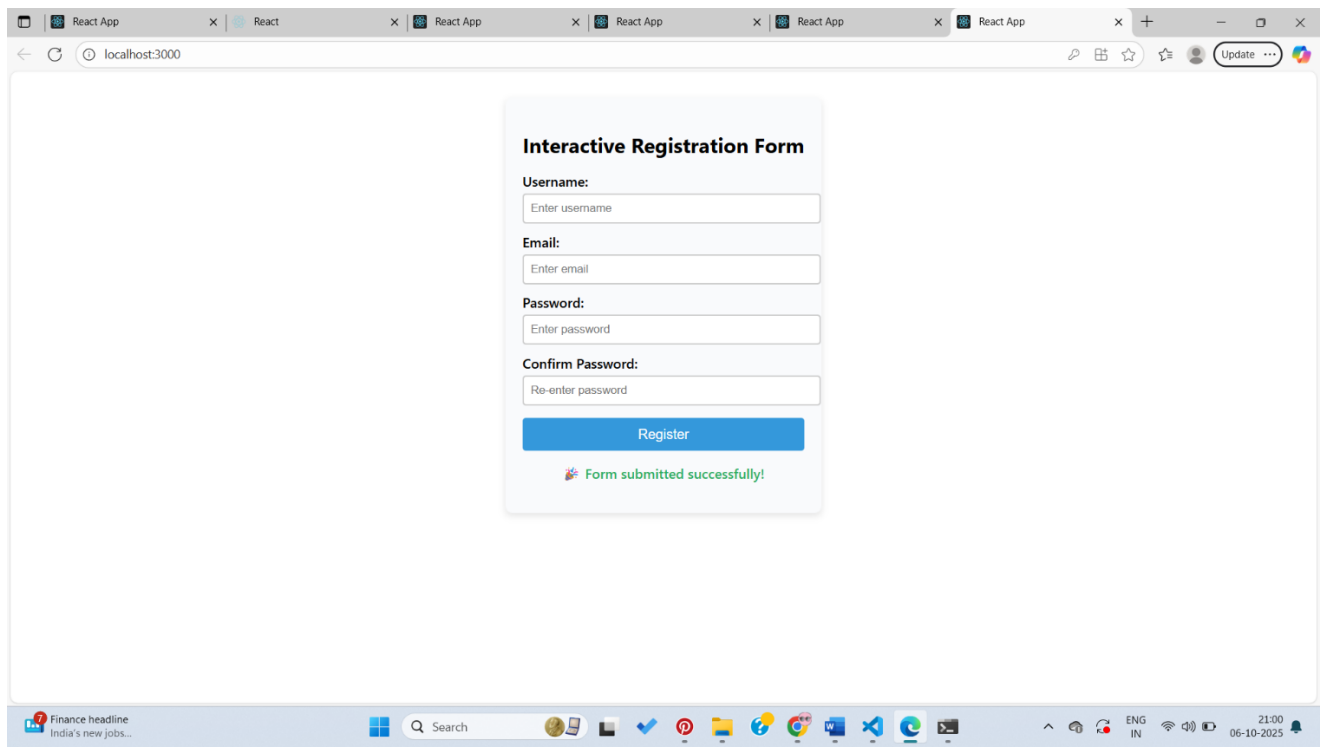 React App
React
React App
React App
React App
React App
localhost:3000
Update
Interactive Registration Form
Username:
Enter username
Email:
Enter email
Password:
Enter password
Confirm Password:
Re-enter password
Register
🎉 Form submitted successfully!
7
Finance headline
India's new jobs...
Search
ENG
IN
21:00
06-10-2025